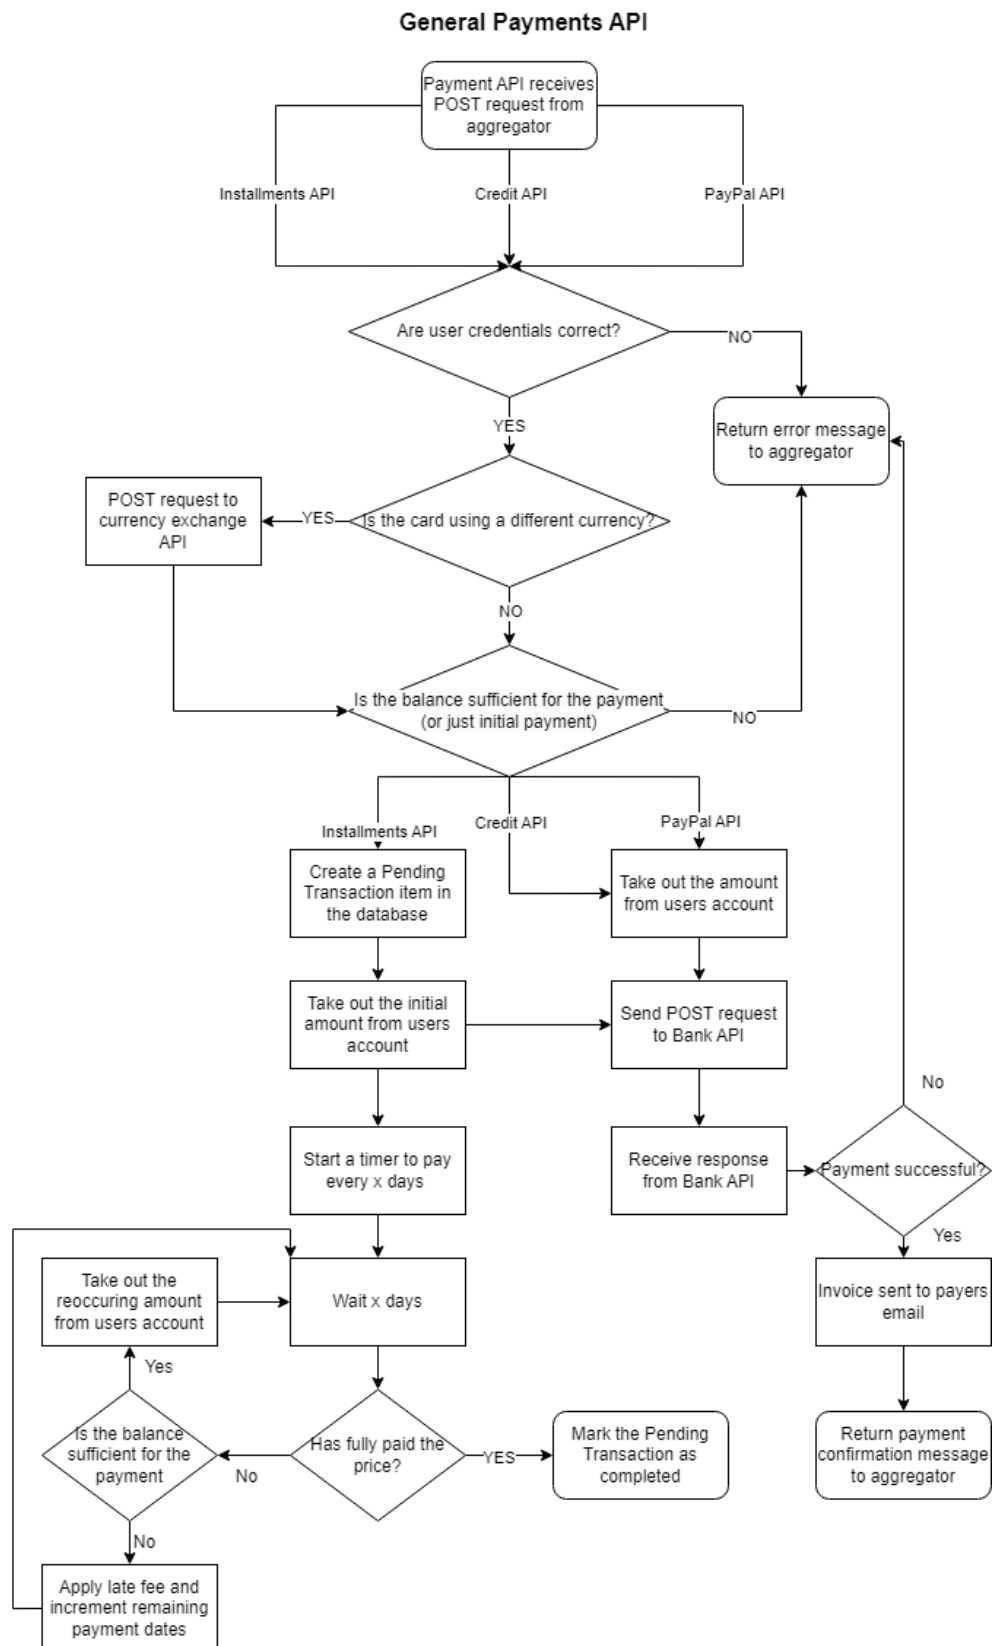 General Payments API
Payment API receives
POST request from
aggregator
Installments API
Credit API
PayPal API
Are user credentials correct?
NO
YES
Return error message
to aggregator
POST request to
currency exchange
API
YES
Is the card using a different currency?
NO
Is the balance sufficient for the payment
(or just initial payment)
NO
Installments API
Credit API
PayPal API
Create a Pending
Transaction item in
the database
Take out the amount
from users account
Take out the initial
amount from users
account
Send POST request
to Bank API
No
Start a timer to pay
every x days
Receive response
from Bank API
Payment successful?
Yes
Take out the
reoccuring amount
from users account
Wait x days
Invoice sent to payers
email
Yes
Is the balance
sufficient for the
payment
No
Has fully paid the
price?
YES
Mark the Pending
Transaction as
completed
Return payment
confirmation message
to aggregator
No
Apply late fee and
increment remaining
payment dates